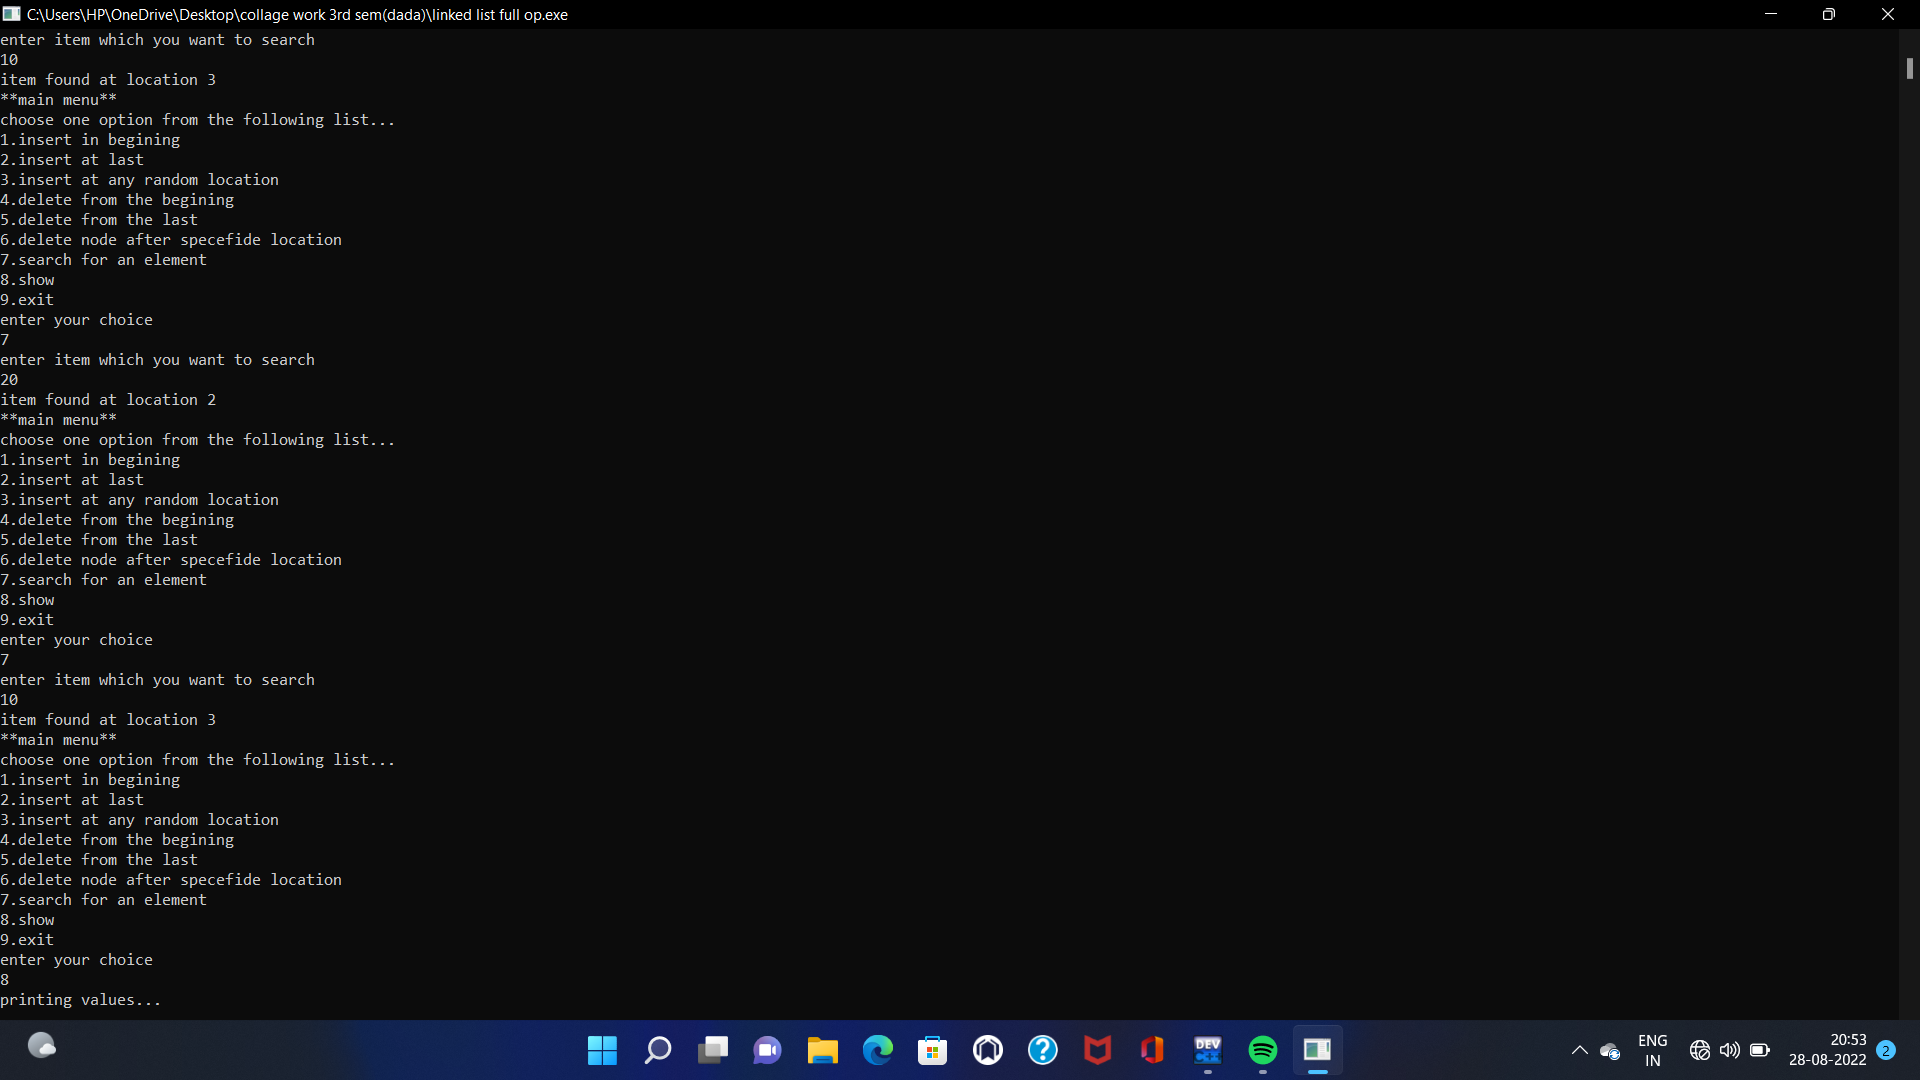 C:\Users\HP\OneDrive\Desktop\collage work 3rd sem(dada)\linked list full op.exe
enter item which you want to search
10
item found at location 3
**main menu**
choose one option from the following list...
1.insert in begining
2.insert at last
3.insert at any random location
4.delete from the begining
5.delete from the last
6.delete node after specefide location
7.search for an element
8.show
9.exit
enter your choice
7
enter item which you want to search
20
item found at location 2
**main menu**
choose one option from the following list...
1.insert in begining
2.insert at last
3.insert at any random location
4.delete from the begining
5.delete from the last
6.delete node after specefide location
7.search for an element
8.show
9.exit
enter your choice
7
enter item which you want to search
10
item found at location 3
**main menu**
choose one option from the following list...
1.insert in begining
2.insert at last
3.insert at any random location
4.delete from the begining
5.delete from the last
6.delete node after specefide location
7.search for an element
8.show
9.exit
enter your choice
8
printing values...
DEV
C++
ENG
IN
20:53
28-08-2022
2